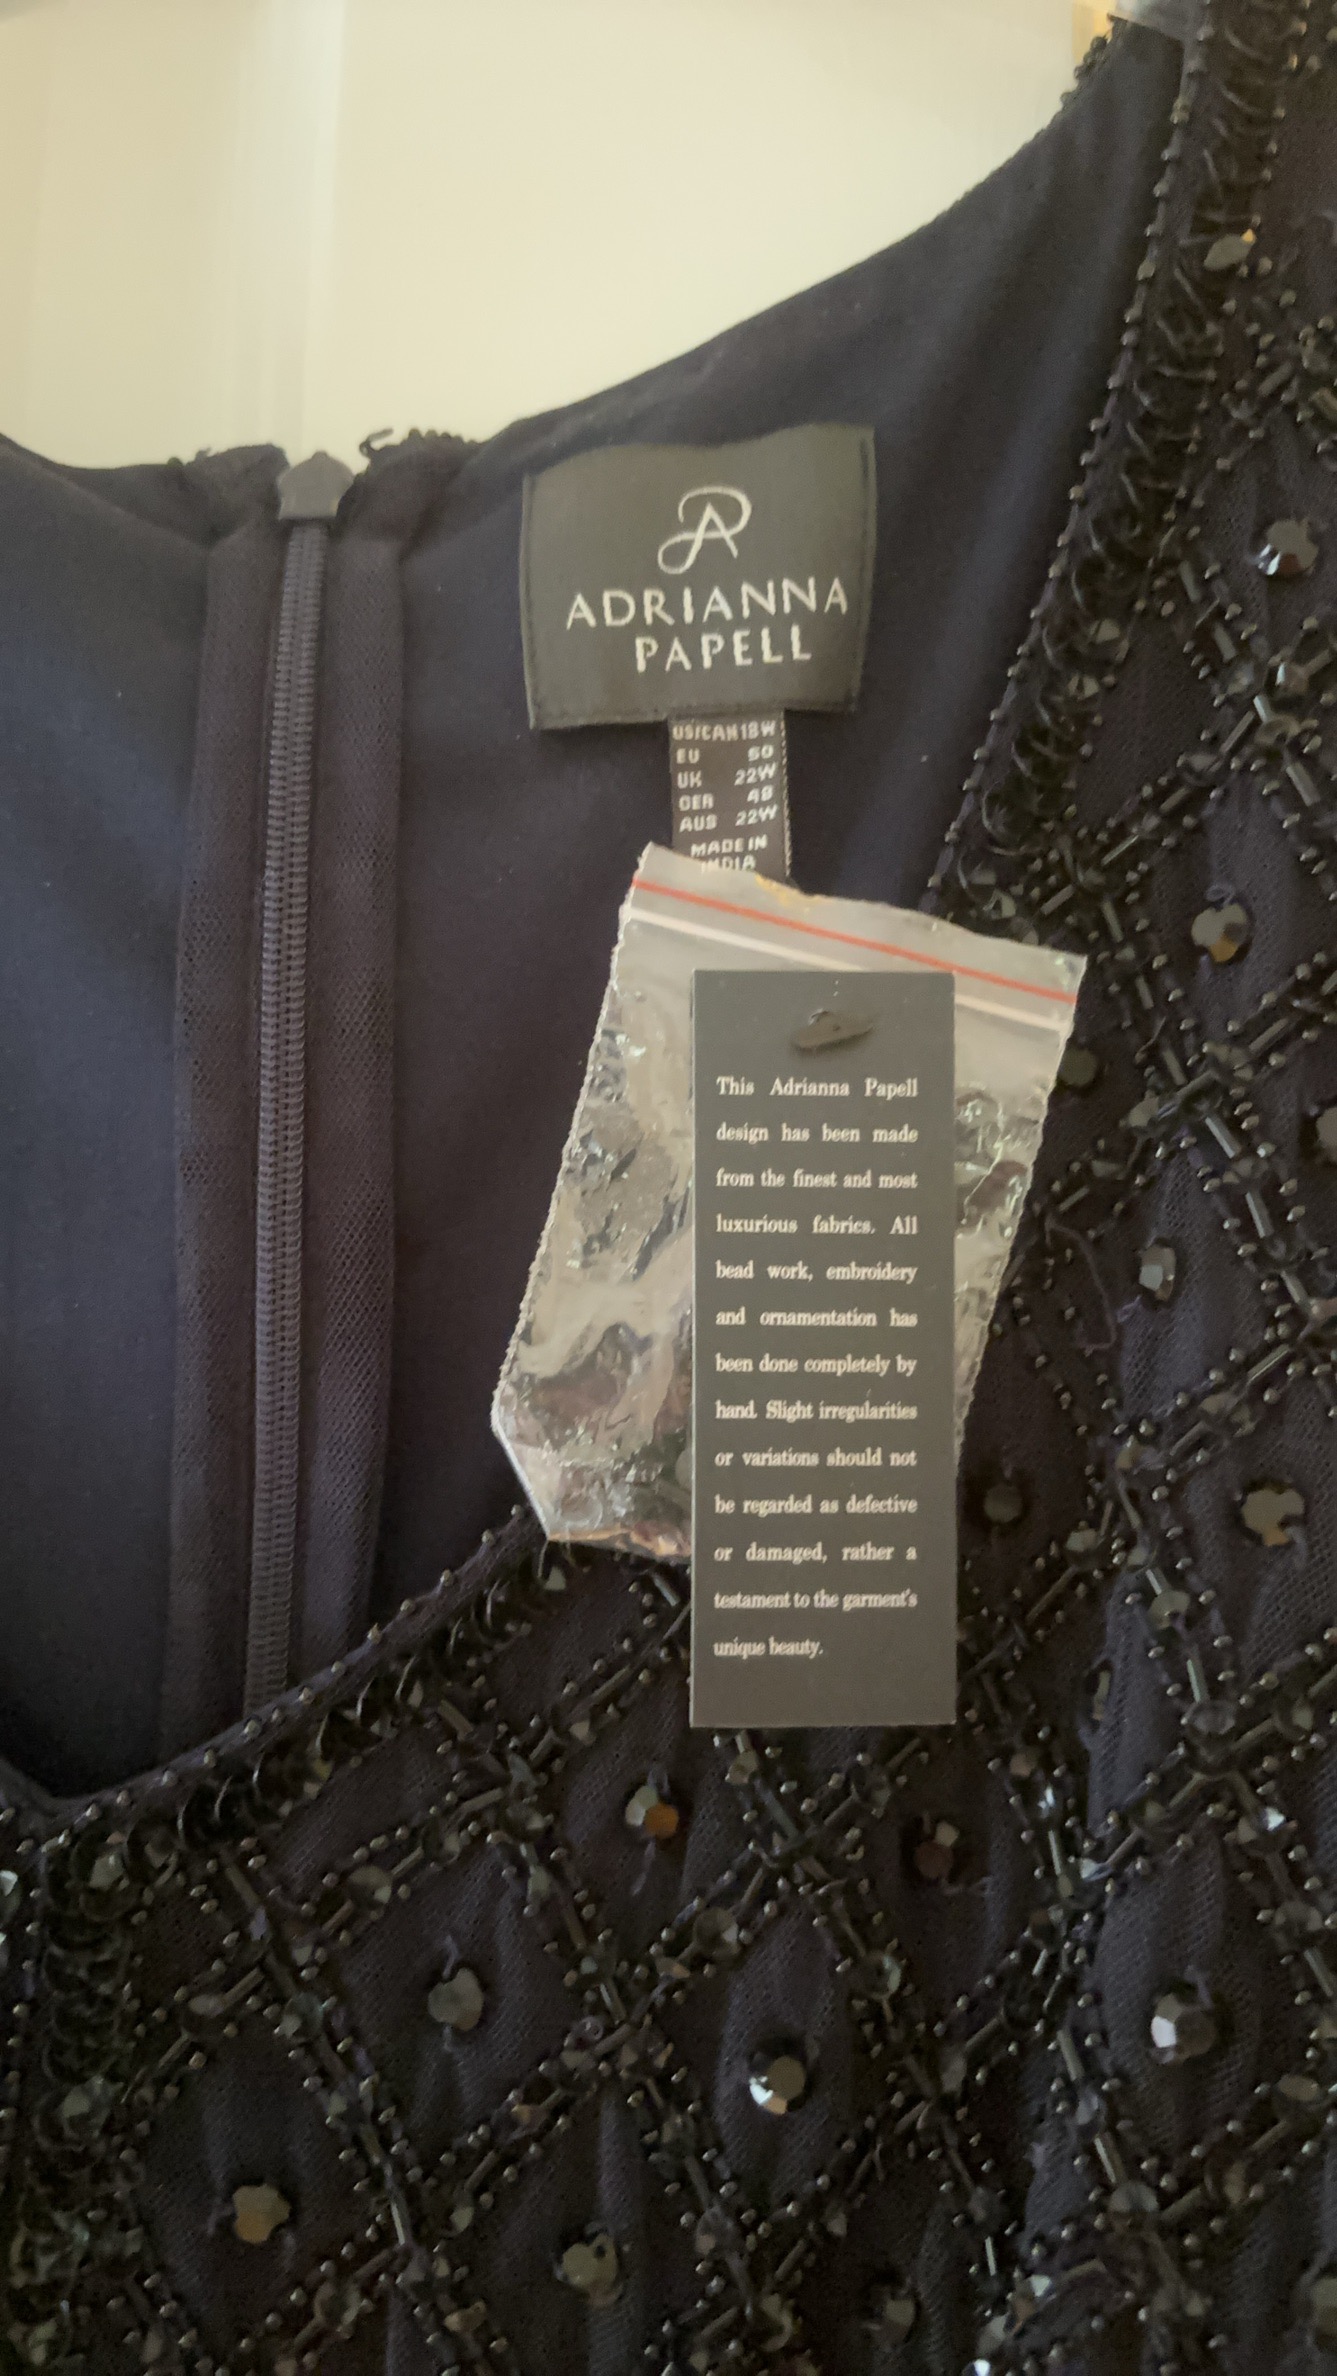 ADRIANNA
PAPELL
US/CAN 18W
EU 50
UK 22W
GER 48
AUS 22W
MADE IN
INDIA
This Adrianna Papell
design has been made
from the finest and most
luxurious fabrics. All
bead work, embroidery
and ornamentation has
been done completely by
hand. Slight irregularities
or variations should not
be regarded as defective
or damaged, rather a
testament to the garment's
unique beauty.